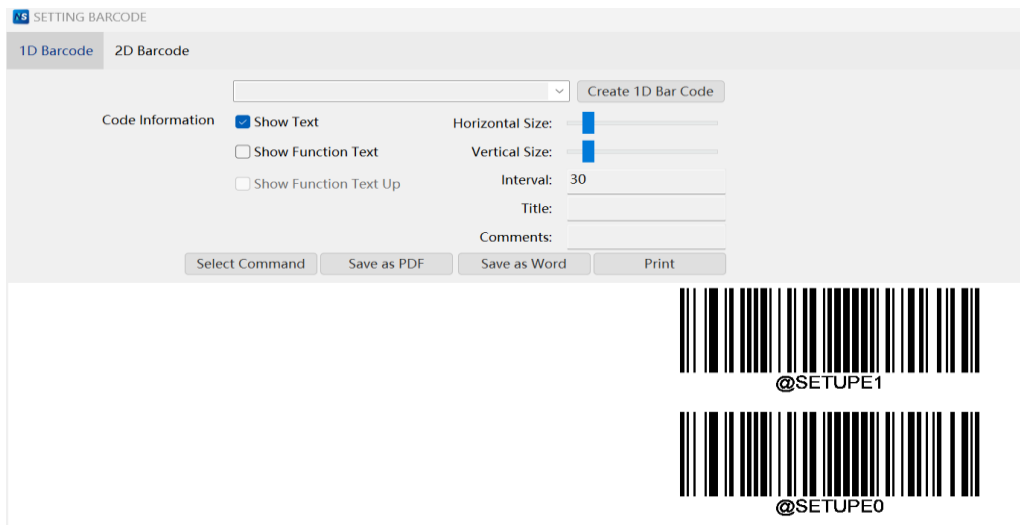 NS SETTING BARCODE
1D Barcode 2D Barcode
Create 1D Bar Code
Code Information Show Text Horizontal Size:
Show Function Text Vertical Size:
Show Function Text Up Interval: 30
Title:
Comments:
Select Command Save as PDF Save as Word Print
@SETUPE1
@SETUPE0